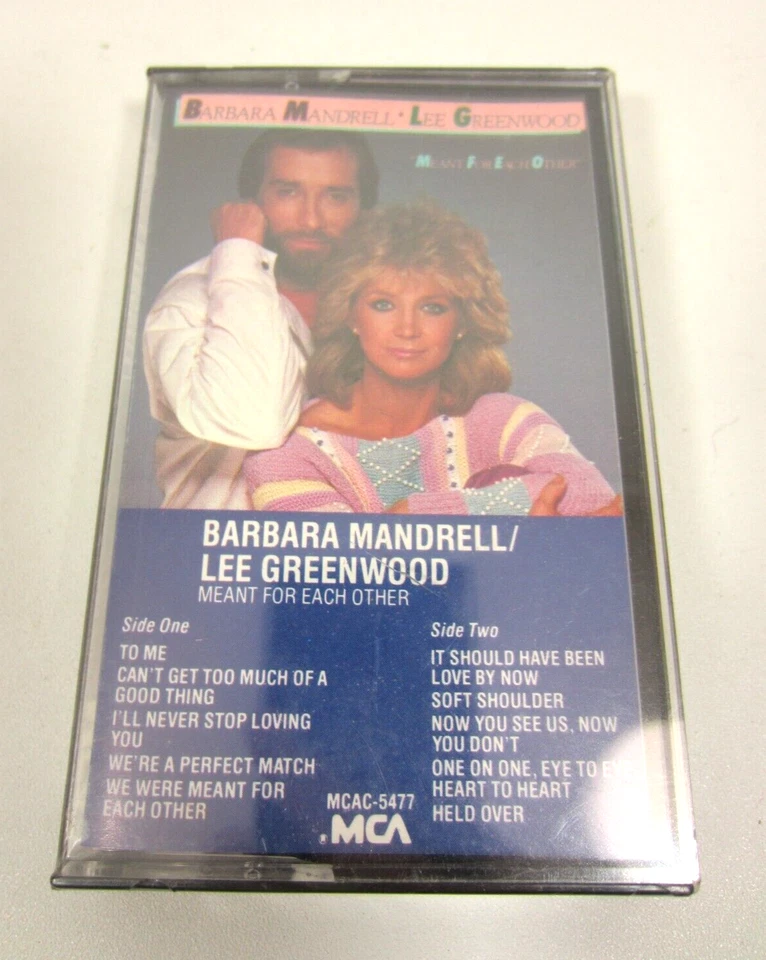 BARBARA MANDRELL • LEE GREENWOOD
"MEANT FOR EACH OTHER"
BARBARA MANDRELL/
LEE GREENWOOD
MEANT FOR EACH OTHER
Side One
TO ME
CAN'T GET TOO MUCH OF A
GOOD THING
I'LL NEVER STOP LOVING
YOU
WE'RE A PERFECT MATCH
WE WERE MEANT FOR
EACH OTHER
Side Two
IT SHOULD HAVE BEEN
LOVE BY NOW
SOFT SHOULDER
NOW YOU SEE US, NOW
YOU DON'T
ONE ON ONE, EYE TO EYE
HEART TO HEART
HELD OVER
MCAC-5477
®MCA